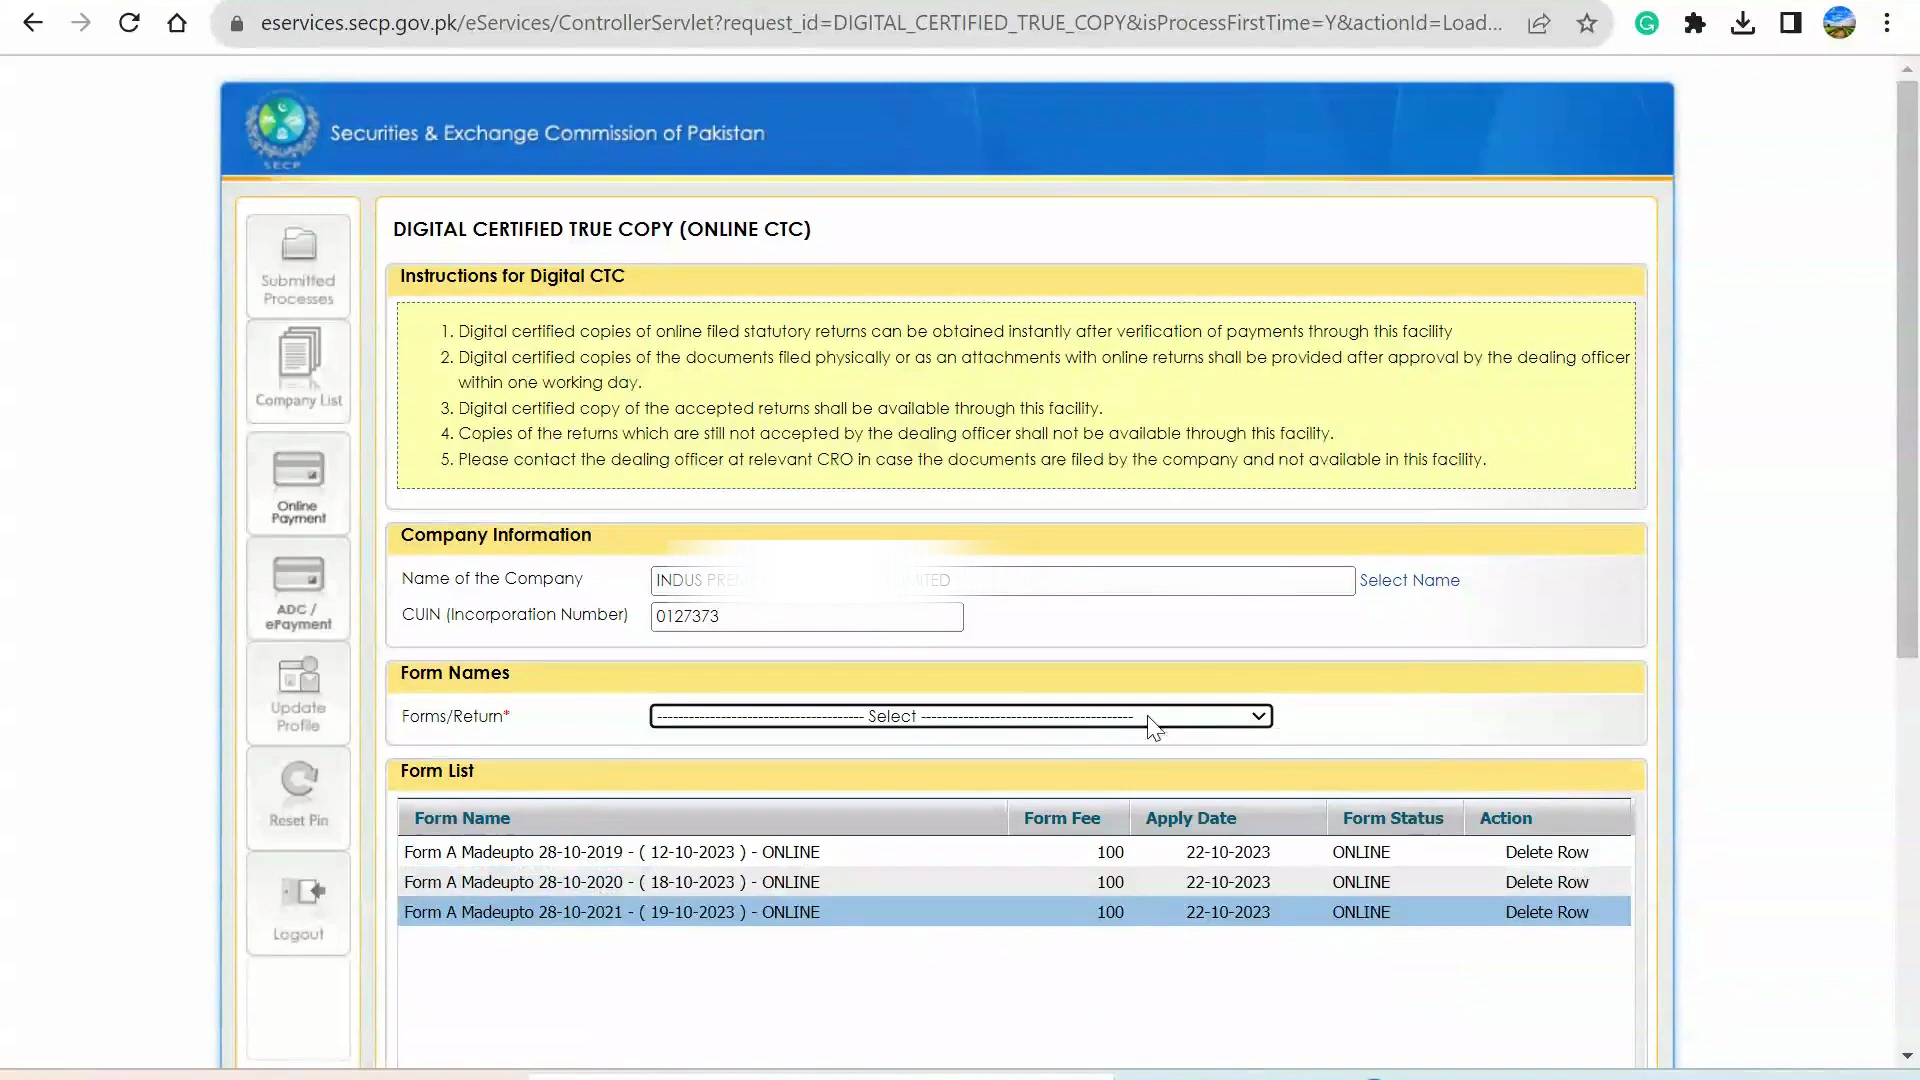 eservices.secp.gov.pk/eServices/ControllerServlet?request_id=DIGITAL_CERTIFIED_TRUE_COPY&isProcessFirstTime=Y&actionId=Load...
Securities & Exchange Commission of Pakistan
SECP
Submitted
Processes
Company List
Online
Payment
ADC /
ePayment
Update
Profile
Reset Pin
Logout
DIGITAL CERTIFIED TRUE COPY (ONLINE CTC)
Instructions for Digital CTC
1. Digital certified copies of online filed statutory returns can be obtained instantly after verification of payments through this facility
2. Digital certified copies of the documents filed physically or as an attachments with online returns shall be provided after approval by the dealing officer
within one working day.
3. Digital certified copy of the accepted returns shall be available through this facility.
4. Copies of the returns which are still not accepted by the dealing officer shall not be available through this facility.
5. Please contact the dealing officer at relevant CRO in case the documents are filed by the company and not available in this facility.
Company Information
Name of the Company INDUS Select Name
CUIN (Incorporation Number) 0127373
Form Names
Forms/Return* ------------------------------------- Select --------------------------------------
Form List
Form Name Form Fee Apply Date Form Status Action
Form A Madeupto 28-10-2019 - ( 12-10-2023 ) - ONLINE 100 22-10-2023 ONLINE Delete Row
Form A Madeupto 28-10-2020 - ( 18-10-2023 ) - ONLINE 100 22-10-2023 ONLINE Delete Row
Form A Madeupto 28-10-2021 - ( 19-10-2023 ) - ONLINE 100 22-10-2023 ONLINE Delete Row